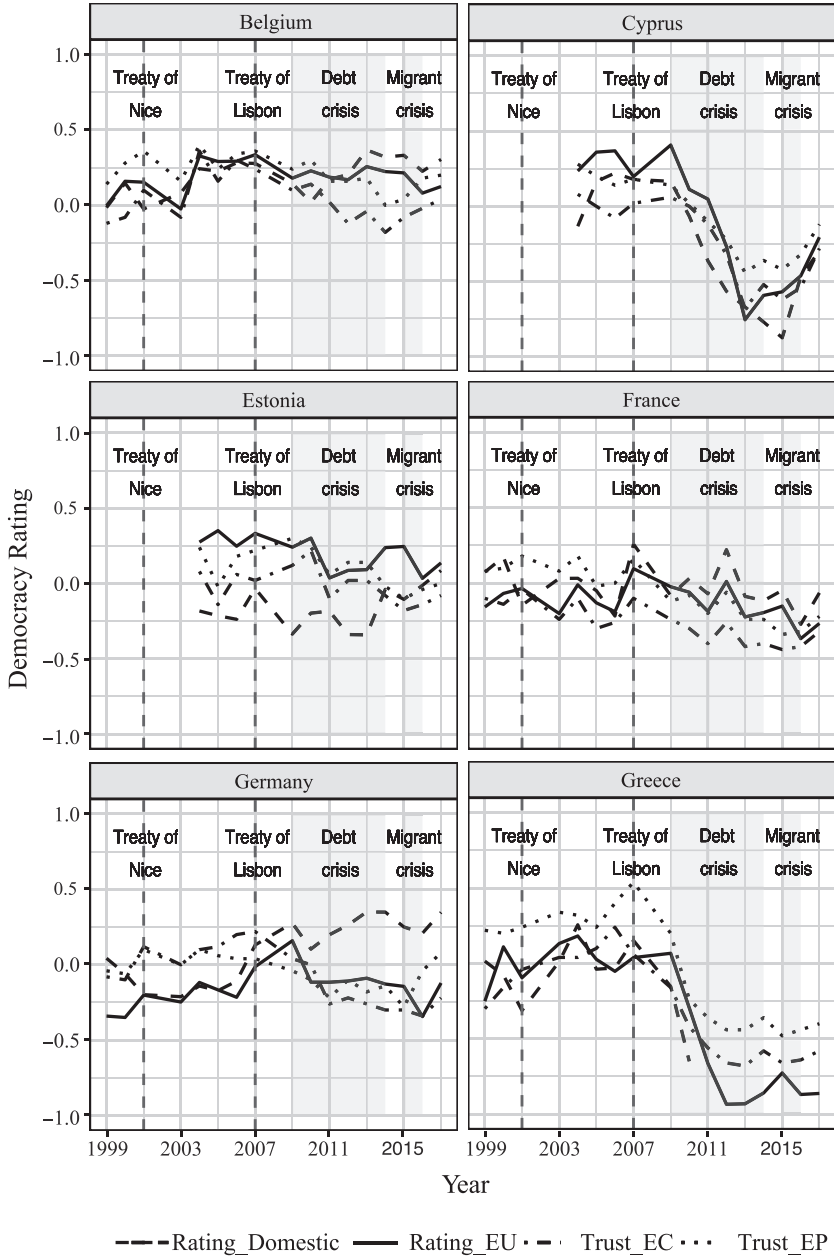 Belgium
Cyprus
1.0
Treaty of
Nice
Treaty of
Lisbon
Debt
crisis
Migrant
crisis
Treaty of
Nice
Treaty of
Lisbon
Debt
crisis
Migrant
crisis
0.5
0.0
−0.5
−1.0
Estonia
France
1.0
Treaty of
Nice
Treaty of
Lisbon
Debt
crisis
Migrant
crisis
Treaty of
Nice
Treaty of
Lisbon
Debt
crisis
Migrant
crisis
0.5
0.0
−0.5
−1.0
Democracy Rating
Germany
Greece
1.0
Treaty of
Nice
Treaty of
Lisbon
Debt
crisis
Migrant
crisis
Treaty of
Nice
Treaty of
Lisbon
Debt
crisis
Migrant
crisis
0.5
0.0
−0.5
−1.0
1999 2003 2007 2011 2015 1999 2003 2007 2011 2015
Year
Rating_Domestic Rating_EU Trust_EC Trust_EP